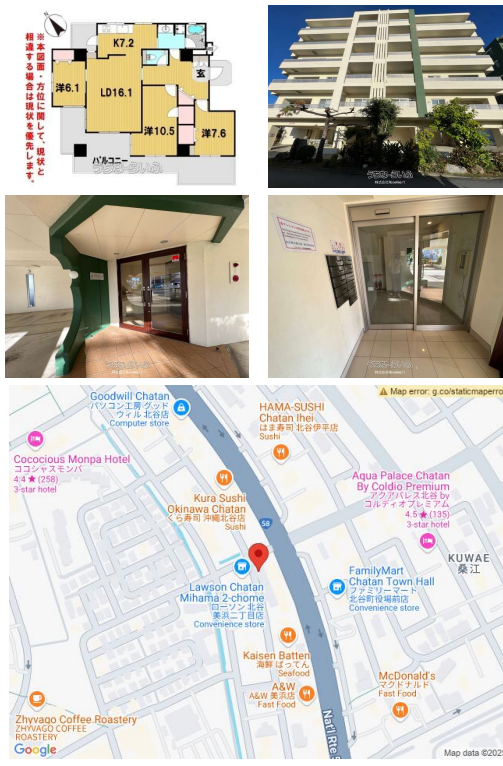 ※本図面・方位に関して、現状と
相違する場合は現状を優先します。
K7.2
玄
洋6.1
LD16.1
洋10.5
洋7.6
バルコニー
うちなーらいふ
うちなーらいふ
うちなーらいふ
うちなーらいふ
Map error: g.co/staticmaperro
Goodwill Chatan
パソコン工房 グッド
ウィル 北谷店
Computer store
HAMA-SUSHI
Chatan Ihei
はま寿司 北谷伊平店
Sushi
Cococious Monpa Hotel
ココシャスモンパ
4.4★(258)
3-star hotel
Kura Sushi
Okinawa Chatan
くら寿司 沖縄北谷店
Sushi
58
Aqua Palace Chatan
By Coldio Premium
アクアパレス北谷 by
コルディオプレミアム
4.5★(135)
3-star hotel
KUWAE
桑江
Lawson Chatan
Mihama 2-chome
ローソン 北谷
美浜二丁目店
Convenience store
FamilyMart
Chatan Town Hall
ファミリーマート
北谷町役場前店
Convenience store
Kaisen Batten
海鮮 ばってん
Seafood
A&W
A&W 美浜店
Fast Food
McDonald's
マクドナルド
Fast Food
Zhyvago Coffee Roastery
ZHYVAGO COFFEE
ROASTERY
Nat'l Rte 5
Google
Map data ©2025